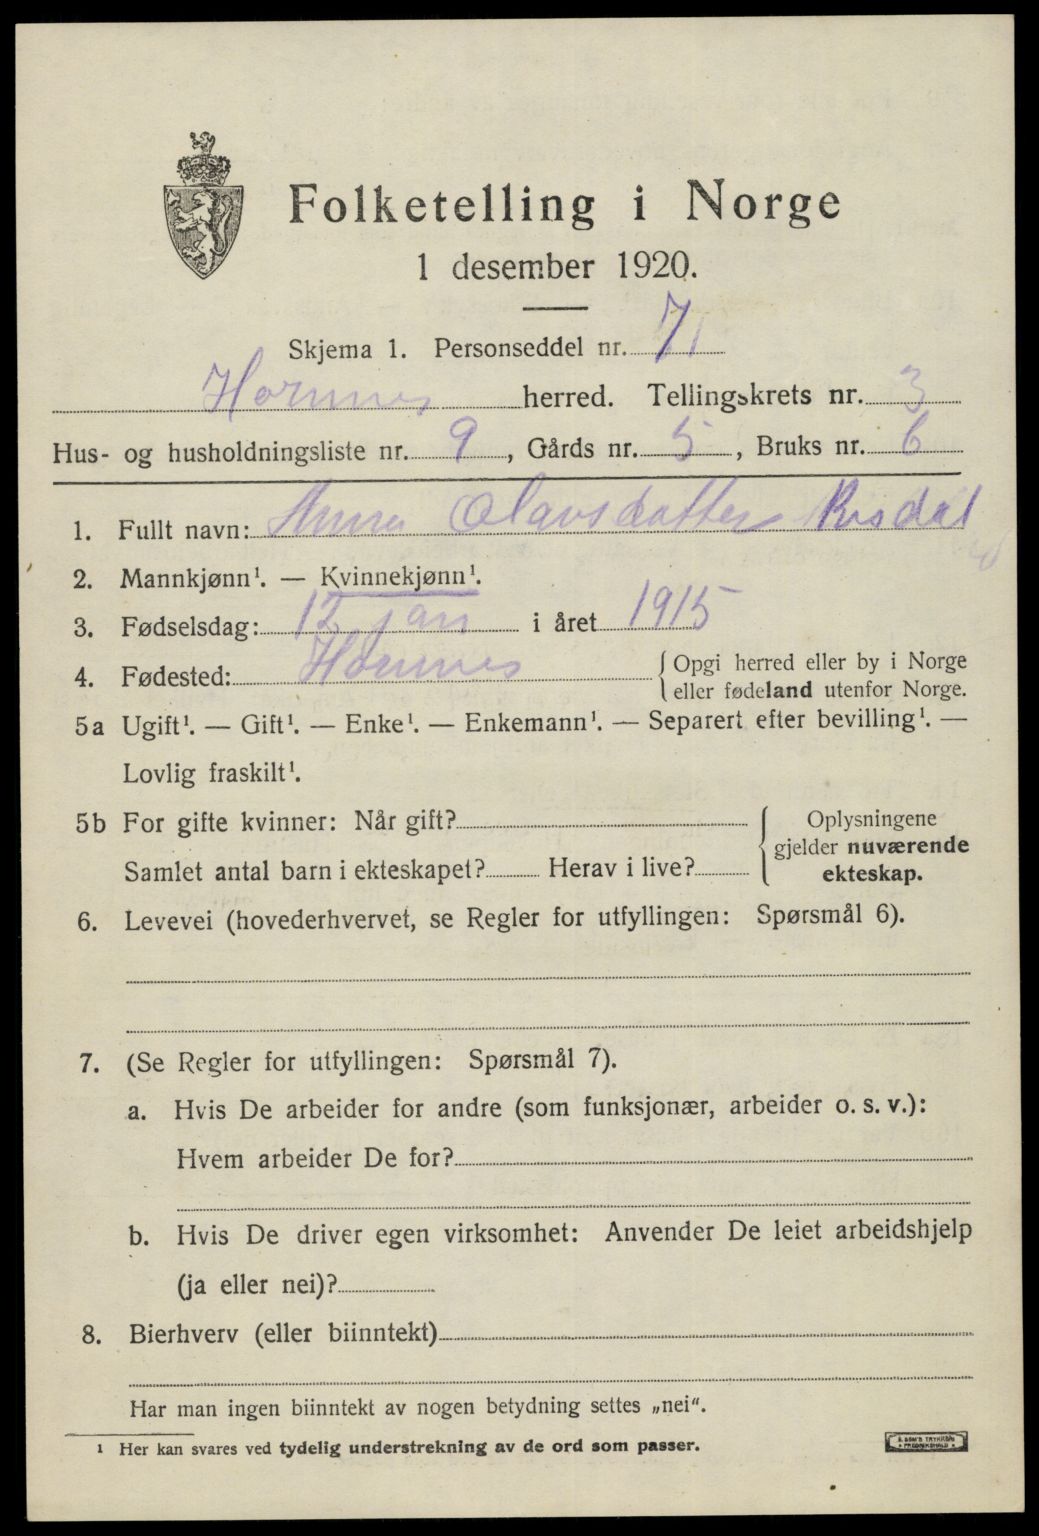 Folketelling i Norge
1 desember 1920.
Skjema 1. Personseddel nr. 71
Hornnes herred. Tellingskrets nr. 3
Hus- og husholdningsliste nr. 9, Gårds nr. 5, Bruks nr. 6
1. Fullt navn: Anna Olavsdatter Risdal
2. Mannkjønn¹. — Kvinnekjønn¹.
3. Fødselsdag: 12 jan i året 1915
4. Fødested: Hornnes { Opgi herred eller by i Norge
eller fødeland utenfor Norge.
5a Ugift¹. — Gift¹. — Enke¹. — Enkemann¹. — Separert efter bevilling¹. —
Lovlig fraskilt¹.
5b For gifte kvinner: Når gift?
Samlet antal barn i ekteskapet? Herav i live?
Oplysningene
gjelder nuværende
ekteskap.
6. Levevei (hovederhvervet, se Regler for utfyllingen: Spørsmål 6).
7. (Se Regler for utfyllingen: Spørsmål 7).
a. Hvis De arbeider for andre (som funksjonær, arbeider o. s. v.):
Hvem arbeider De for?
b. Hvis De driver egen virksomhet: Anvender De leiet arbeidshjelp
(ja eller nei)?
8. Bierhverv (eller biinntekt)
Har man ingen biinntekt av nogen betydning settes „nei".
¹ Her kan svares ved tydelig understrekning av de ord som passer.